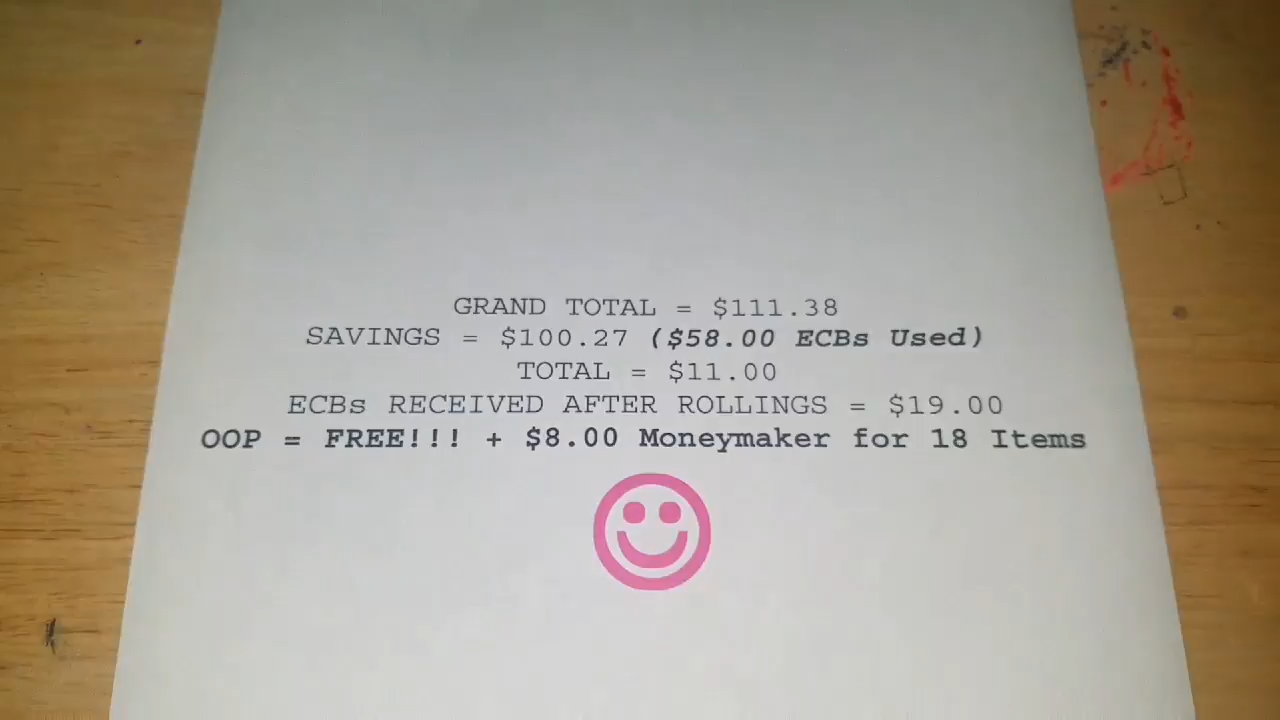 GRAND TOTAL = $111.38
SAVINGS = $100.27 ($58.00 ECBs Used)
TOTAL = $11.00
ECBs RECEIVED AFTER ROLLINGS = $19.00
OOP = FREE!!! + $8.00 Moneymaker for 18 Items